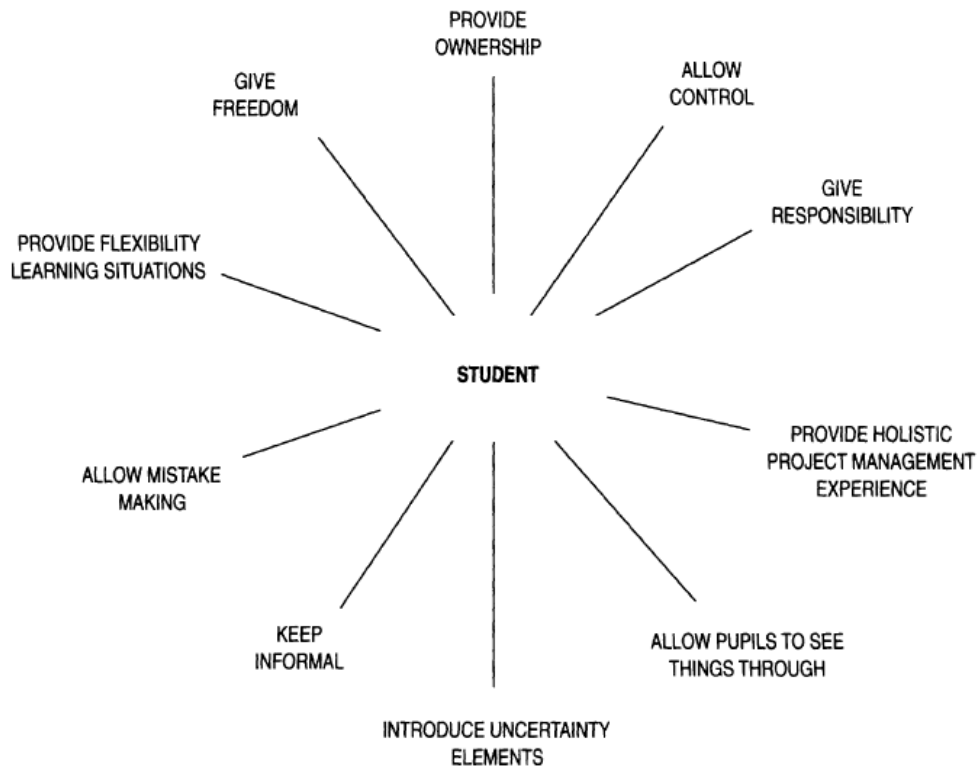 PROVIDE
OWNERSHIP
GIVE
FREEDOM
ALLOW
CONTROL
GIVE
RESPONSIBILITY
PROVIDE FLEXIBILITY
LEARNING SITUATIONS
STUDENT
PROVIDE HOLISTIC
PROJECT MANAGEMENT
EXPERIENCE
ALLOW MISTAKE
MAKING
KEEP
INFORMAL
ALLOW PUPILS TO SEE
THINGS THROUGH
INTRODUCE UNCERTAINTY
ELEMENTS